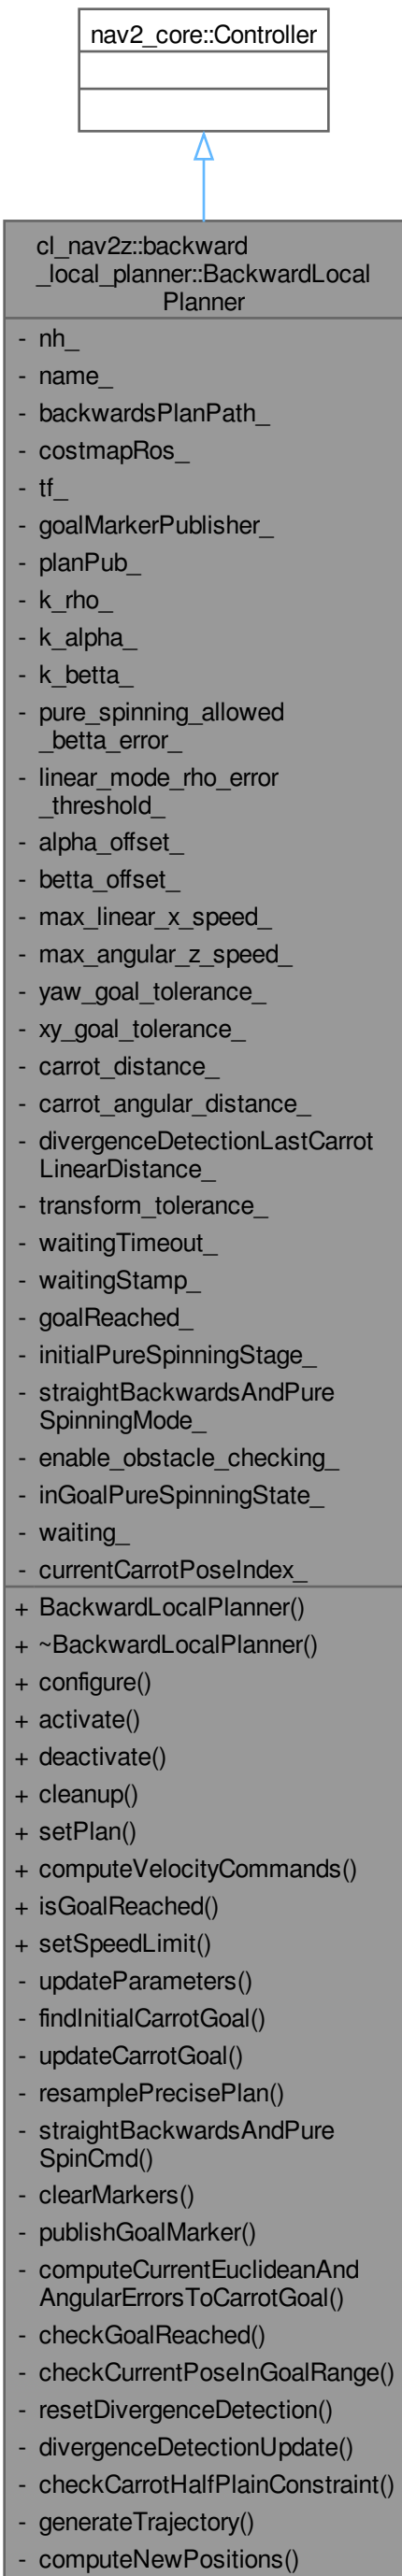 nav2_core::Controller
cl_nav2z::backward
_local_planner::BackwardLocal
Planner
- nh_
- name_
- backwardsPlanPath_
- costmapRos_
- tf_
- goalMarkerPublisher_
- planPub_
- k_rho_
- k_alpha_
- k_betta_
- pure_spinning_allowed
_betta_error_
- linear_mode_rho_error
_threshold_
- alpha_offset_
- betta_offset_
- max_linear_x_speed_
- max_angular_z_speed_
- yaw_goal_tolerance_
- xy_goal_tolerance_
- carrot_distance_
- carrot_angular_distance_
- divergenceDetectionLastCarrot
LinearDistance_
- transform_tolerance_
- waitingTimeout_
- waitingStamp_
- goalReached_
- initialPureSpinningStage_
- straightBackwardsAndPure
SpinningMode_
- enable_obstacle_checking_
- inGoalPureSpinningState_
- waiting_
- currentCarrotPoseIndex_
+ BackwardLocalPlanner()
+ ~BackwardLocalPlanner()
+ configure()
+ activate()
+ deactivate()
+ cleanup()
+ setPlan()
+ computeVelocityCommands()
+ isGoalReached()
+ setSpeedLimit()
- updateParameters()
- findInitialCarrotGoal()
- updateCarrotGoal()
- resamplePrecisePlan()
- straightBackwardsAndPure
SpinCmd()
- clearMarkers()
- publishGoalMarker()
- computeCurrentEuclideanAnd
AngularErrorsToCarrotGoal()
- checkGoalReached()
- checkCurrentPoseInGoalRange()
- resetDivergenceDetection()
- divergenceDetectionUpdate()
- checkCarrotHalfPlainConstraint()
- generateTrajectory()
- computeNewPositions()